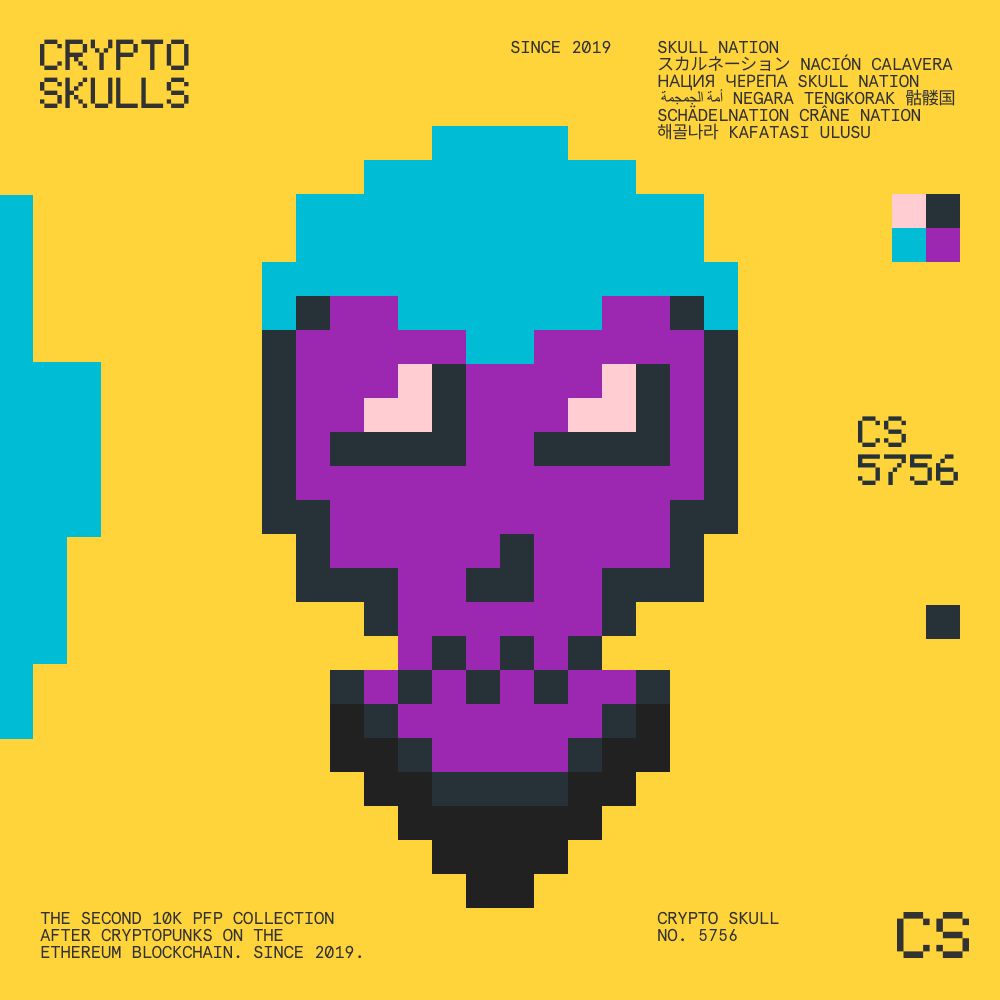 CRYPTO
SKULLS
SINCE 2019
SKULL NATION
スカルネーション NACIÓN CALAVERA
НАЦИЯ ЧЕРЕПА SKULL NATION
أمة الجمجمة NEGARA TENGKORAK 骷髅国
SCHÄDELNATION CRÂNE NATION
해골나라 KAFATASI ULUSU
CS
5756
THE SECOND 10K PFP COLLECTION
AFTER CRYPTOPUNKS ON THE
ETHEREUM BLOCKCHAIN. SINCE 2019.
CRYPTO SKULL
NO. 5756
CS